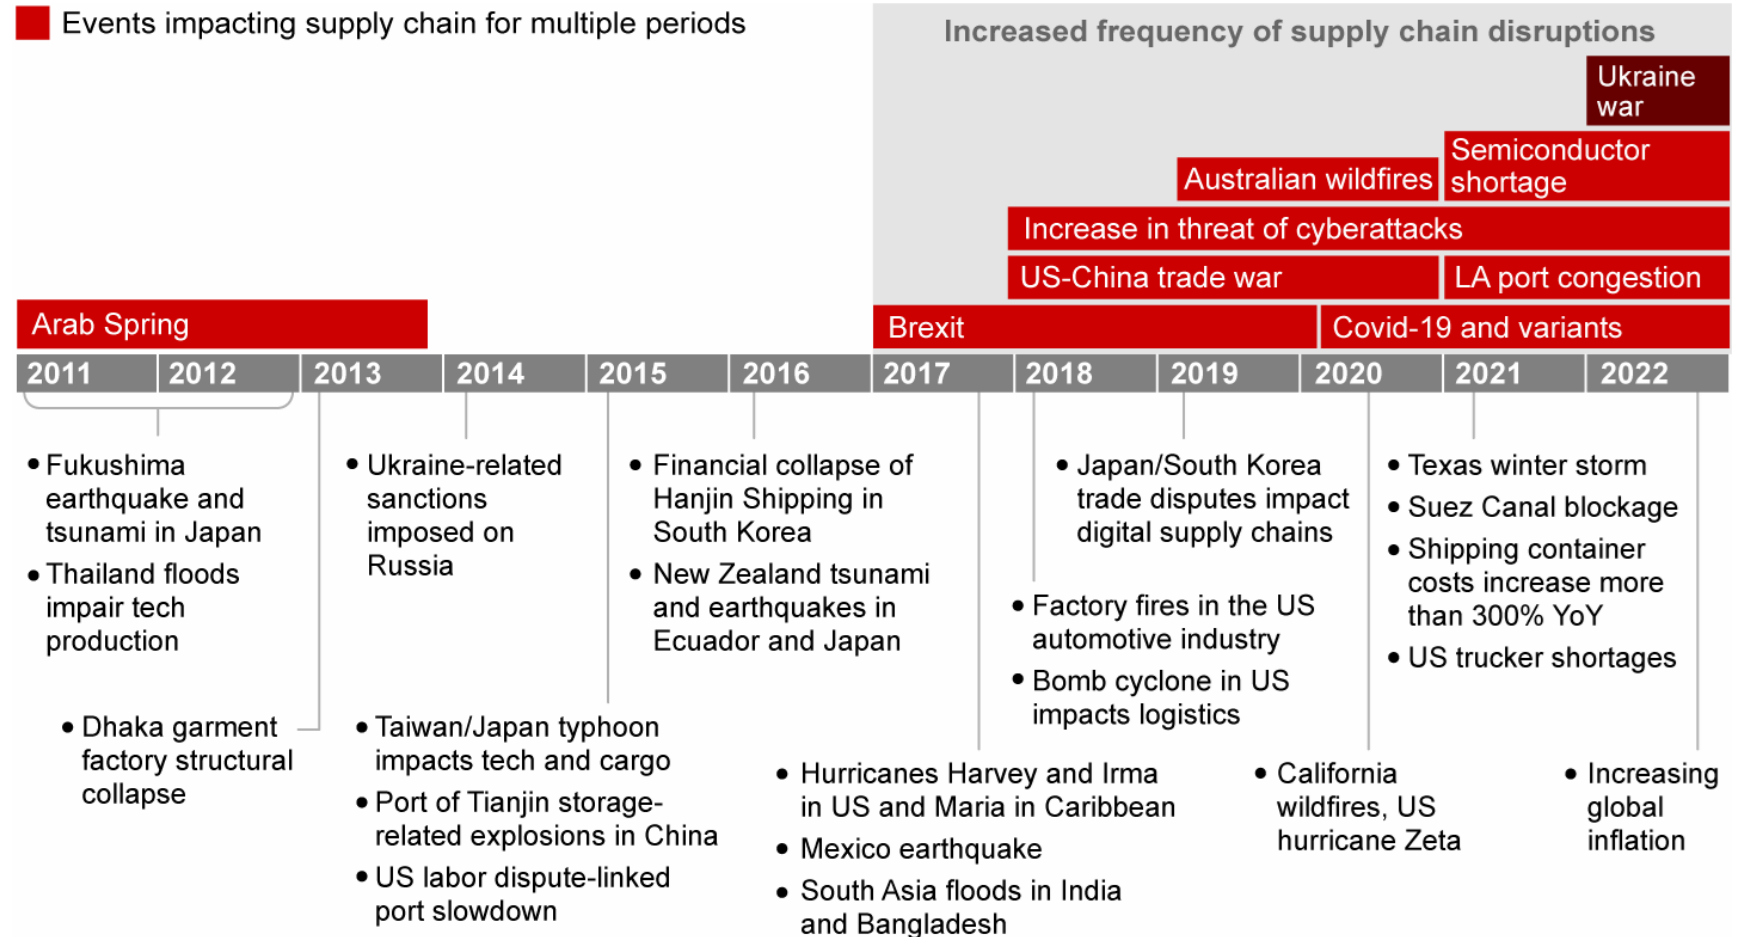 Events impacting supply chain for multiple periods
Increased frequency of supply chain disruptions
Ukraine
war
Semiconductor
shortage
Australian wildfires
Increase in threat of cyberattacks
US-China trade war
LA port congestion
Arab Spring
Brexit
Covid-19 and variants
2011
2012
2013
2014
2015
2016
2017
2018
2019
2020
2021
2022
• Fukushima
earthquake and
tsunami in Japan
• Thailand floods
impair tech
production
• Dhaka garment
factory structural
collapse
• Ukraine-related
sanctions
imposed on
Russia
• Taiwan/Japan typhoon
impacts tech and cargo
• Port of Tianjin storage-
related explosions in China
• US labor dispute-linked
port slowdown
• Financial collapse of
Hanjin Shipping in
South Korea
• New Zealand tsunami
and earthquakes in
Ecuador and Japan
• Hurricanes Harvey and Irma
in US and Maria in Caribbean
• Mexico earthquake
• South Asia floods in India
and Bangladesh
• Factory fires in the US
automotive industry
• Bomb cyclone in US
impacts logistics
• Japan/South Korea
trade disputes impact
digital supply chains
• California
wildfires, US
hurricane Zeta
• Texas winter storm
• Suez Canal blockage
• Shipping container
costs increase more
than 300% YoY
• US trucker shortages
• Increasing
global
inflation